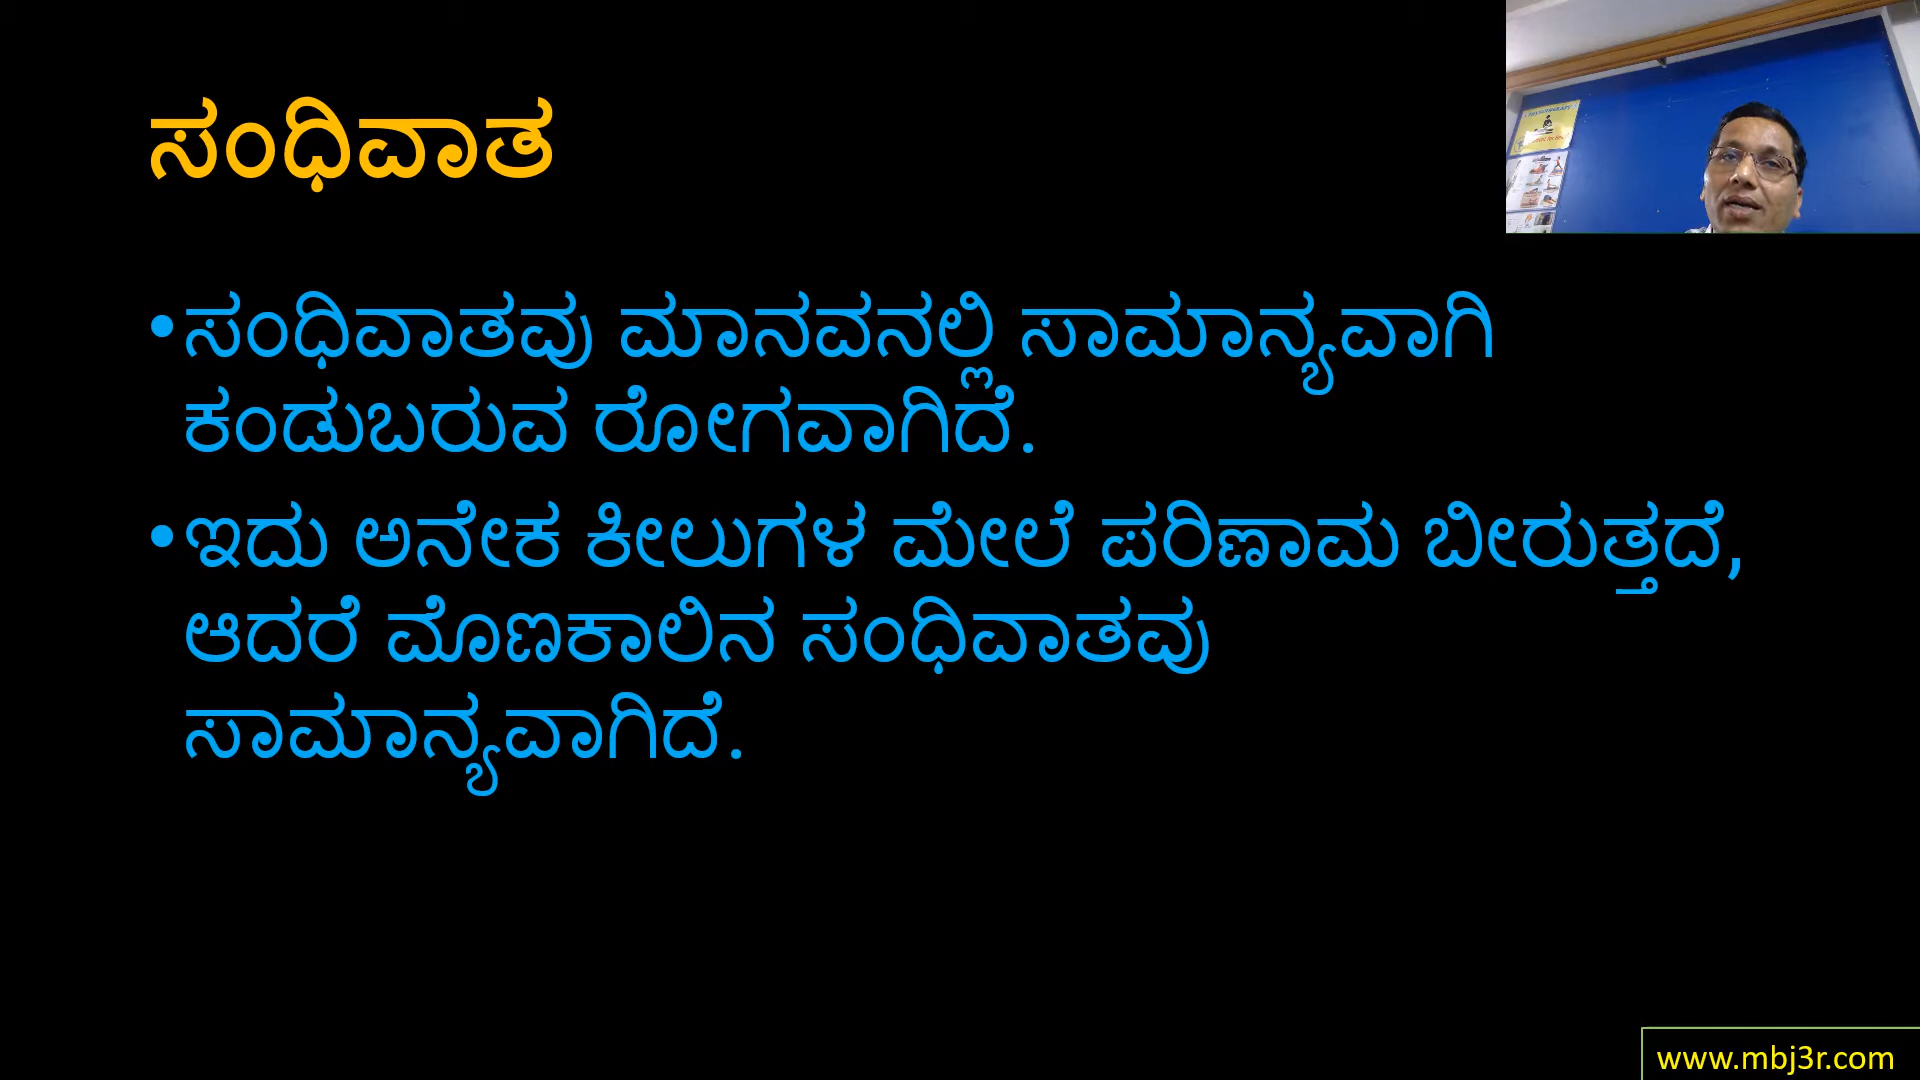 ಸಂಧಿವಾತ
•ಸಂಧಿವಾತವು ಮಾನವನಲ್ಲಿ ಸಾಮಾನ್ಯವಾಗಿ
ಕಂಡುಬರುವ ರೋಗವಾಗಿದೆ.
•ಇದು ಅನೇಕ ಕೀಲುಗಳ ಮೇಲೆ ಪರಿಣಾಮ ಬೀರುತ್ತದೆ,
ಆದರೆ ಮೊಣಕಾಲಿನ ಸಂಧಿವಾತವು
ಸಾಮಾನ್ಯವಾಗಿದೆ.
www.mbj3r.com